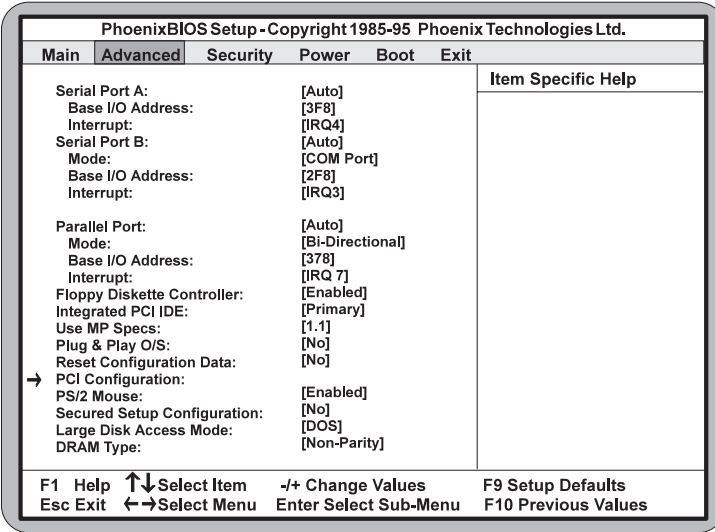 PhoenixBIOS Setup - Copyright 1985-95 Phoenix Technologies Ltd.
Main Advanced Security Power Boot Exit
Item Specific Help
Serial Port A: [Auto]
Base I/O Address: [3F8]
Interrupt: [IRQ4]
Serial Port B: [Auto]
Mode: [COM Port]
Base I/O Address: [2F8]
Interrupt: [IRQ3]
Parallel Port: [Auto]
Mode: [Bi-Directional]
Base I/O Address: [378]
Interrupt: [IRQ 7]
Floppy Diskette Controller: [Enabled]
Integrated PCI IDE: [Primary]
Use MP Specs: [1.1]
Plug & Play O/S: [No]
Reset Configuration Data: [No]
→ PCI Configuration:
PS/2 Mouse: [Enabled]
Secured Setup Configuration: [No]
Large Disk Access Mode: [DOS]
DRAM Type: [Non-Parity]
F1 Help ↑↓ Select Item -/+ Change Values F9 Setup Defaults
Esc Exit ←→ Select Menu Enter Select Sub-Menu F10 Previous Values